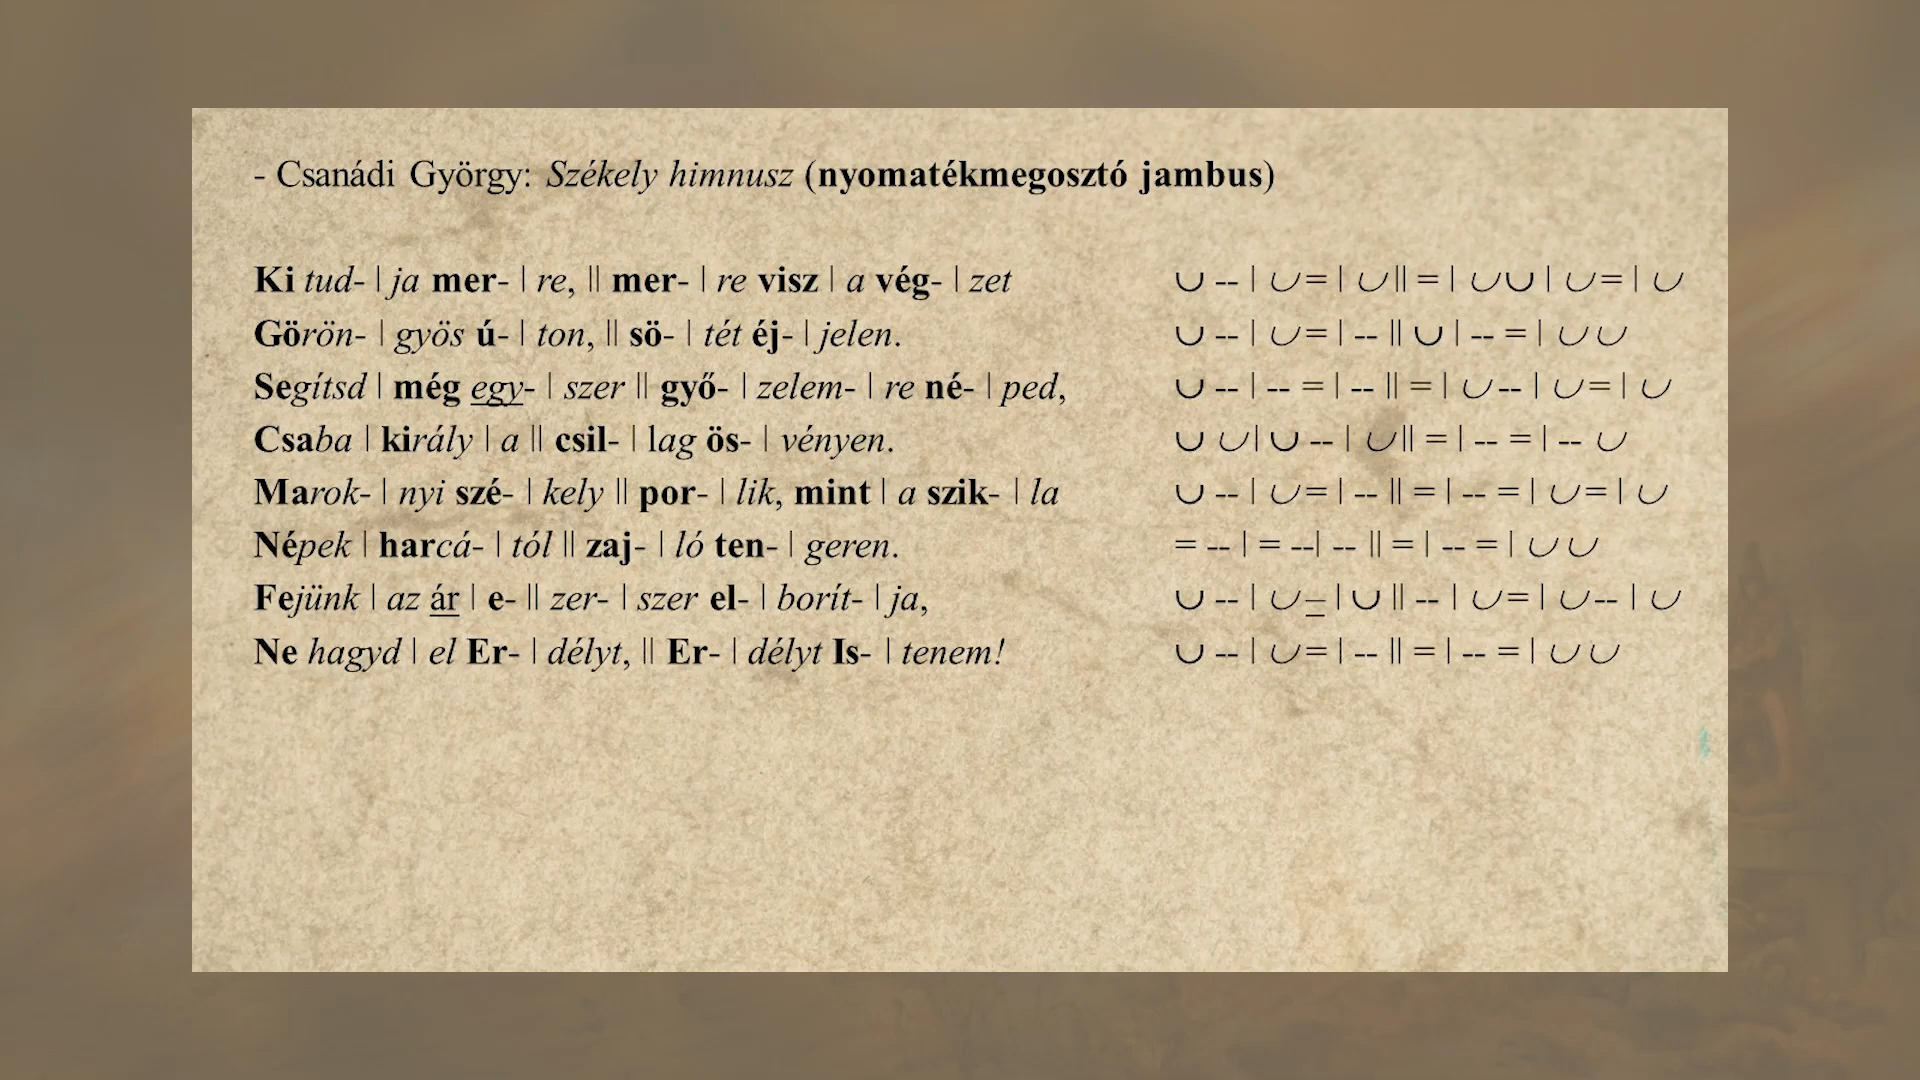 - Csanádi György: Székely himnusz (nyomatékmegosztó jambus)
Ki tud- | ja mer- | re, || mer- | re visz | a vég- | zet ∪ -- | ∪ = | ∪ || = | ∪ ∪ | ∪ = | ∪
Görön- | gyös ú- | ton, || sö- | tét éj- | jelen. ∪ -- | ∪ = | -- || ∪ | -- = | ∪ ∪
Segítsd | még egy- | szer || győ- | zelem- | re né- | ped, ∪ -- | -- = | -- || = | ∪ -- | ∪ = | ∪
Csaba | király | a || csil- | lag ös- | vényen. ∪ ∪ | ∪ -- | ∪ || = | -- = | -- ∪
Marok- | nyi szé- | kely || por- | lik, mint | a szik- | la ∪ -- | ∪ = | -- || = | -- = | ∪ = | ∪
Népek | harcá- | tól || zaj- | ló ten- | geren. = -- | = -- | -- || = | -- = | ∪ ∪
Fejünk | az ár | e- || zer- | szer el- | borít- | ja, ∪ -- | ∪ – | ∪ || -- | ∪ = | ∪ -- | ∪
Ne hagyd | el Er- | délyt, || Er- | délyt Is- | tenem! ∪ -- | ∪ = | -- || = | -- = | ∪ ∪